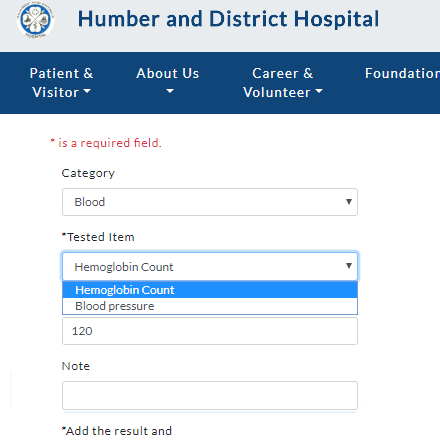 Humber and District Hospital
Patient & Visitor
About Us
Career & Volunteer
Foundation
* is a required field.
Category
Blood
*Tested Item
Hemoglobin Count
Hemoglobin Count
Blood pressure
120
Note
*Add the result and